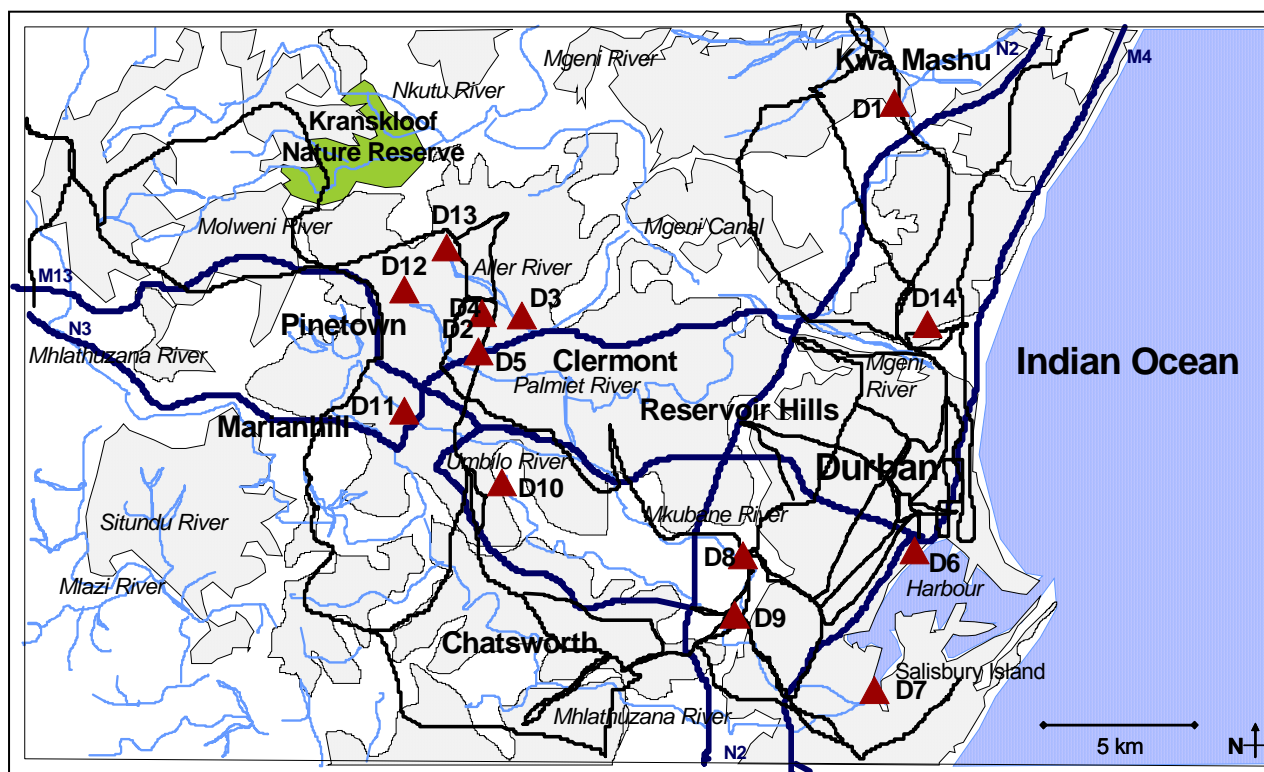 Kwa Mashu
N2
M4
Mgeni River
Nkutu River
D1
Kranskloof
Nature Reserve
Molweni River
D13
Mgeni Canal
M13
D12
Aller River
D4
D3
D14
N3
Pinetown
D2
Mhlathuzana River
D5
Clermont
Mgeni
River
Indian Ocean
Palmiet River
D11
Reservoir Hills
Marianhill
Umbilo River
Durban
D10
Situndu River
Mkubane River
D8
D6
Mlazi River
Harbour
D9
Chatsworth
Salisbury Island
D7
Mhlathuzana River
N2
5 km
N